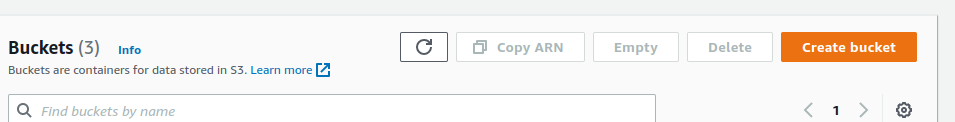 Buckets (3) Info
Copy ARN Empty Delete Create bucket
Buckets are containers for data stored in S3. Learn more
Find buckets by name
1